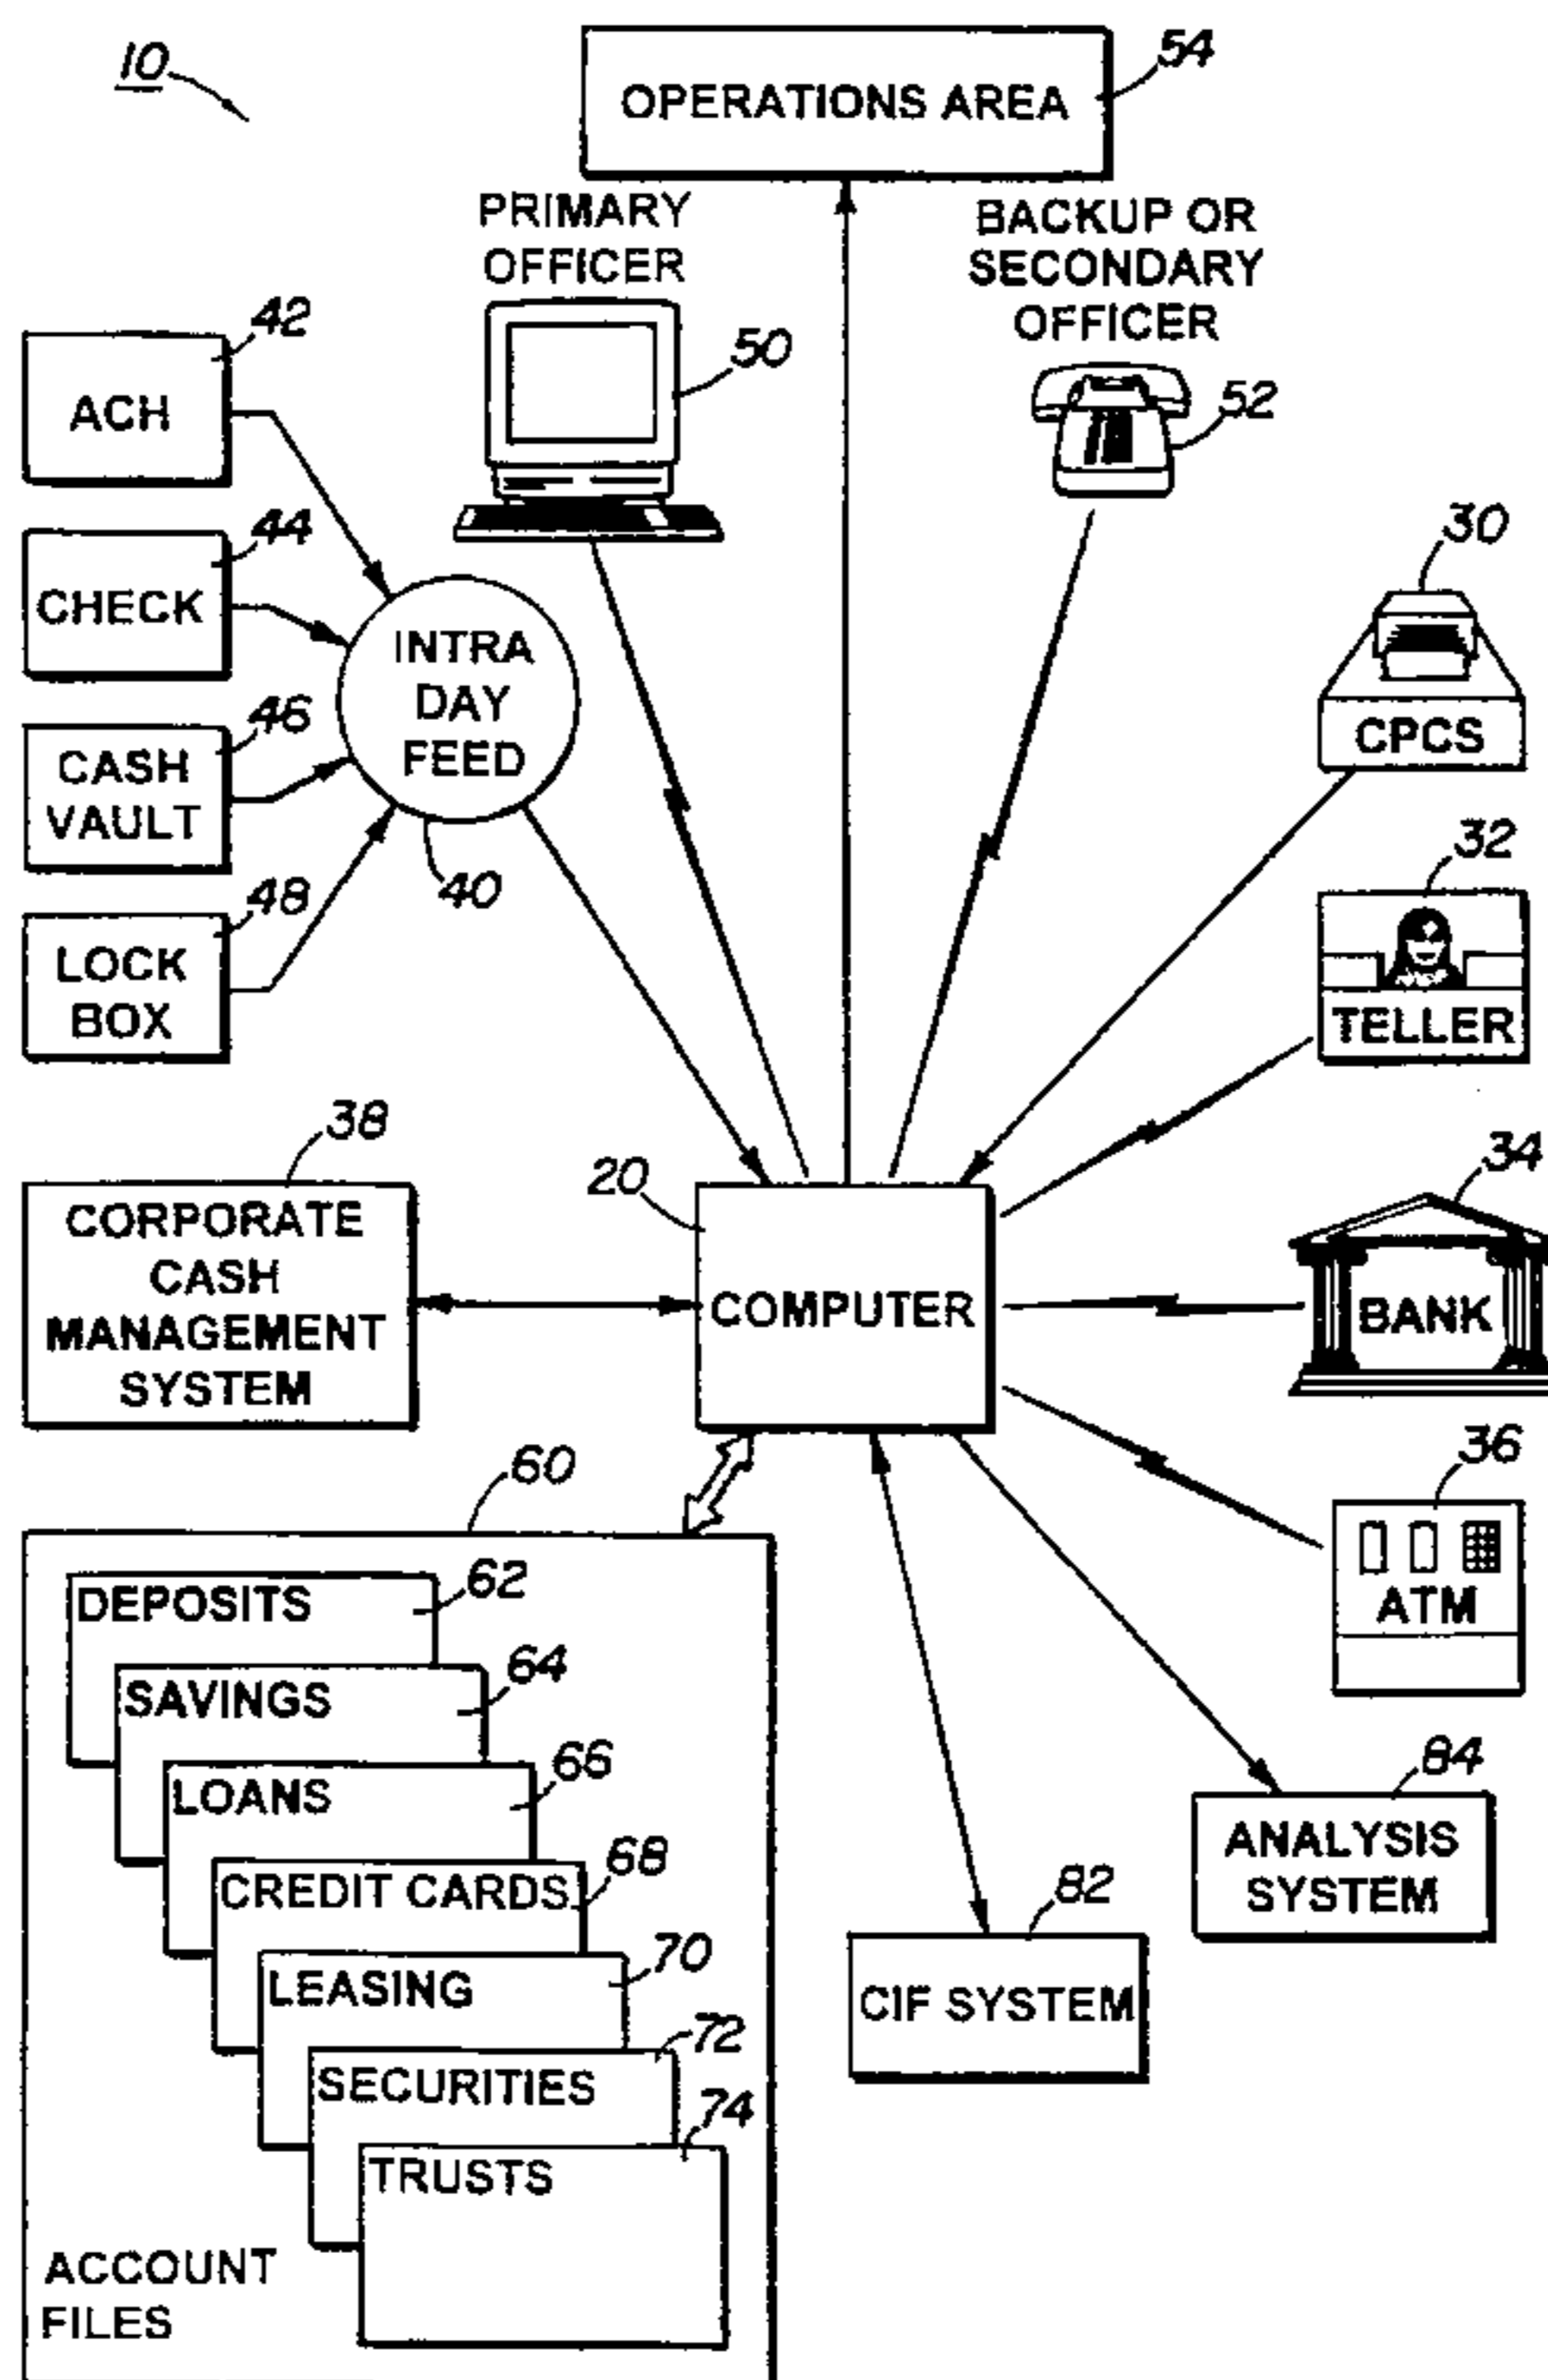 10
OPERATIONS AREA
54
PRIMARY
OFFICER
50
BACKUP OR
SECONDARY
OFFICER
52
42
ACH
44
CHECK
46
CASH
VAULT
48
LOCK
BOX
INTRA
DAY
FEED
40
30
CPCS
32
TELLER
38
CORPORATE
CASH
MANAGEMENT
SYSTEM
20
COMPUTER
34
BANK
36
ATM
60
DEPOSITS
62
SAVINGS
64
LOANS
66
CREDIT CARDS
68
LEASING
70
SECURITIES
72
TRUSTS
74
ACCOUNT
FILES
82
CIF SYSTEM
84
ANALYSIS
SYSTEM